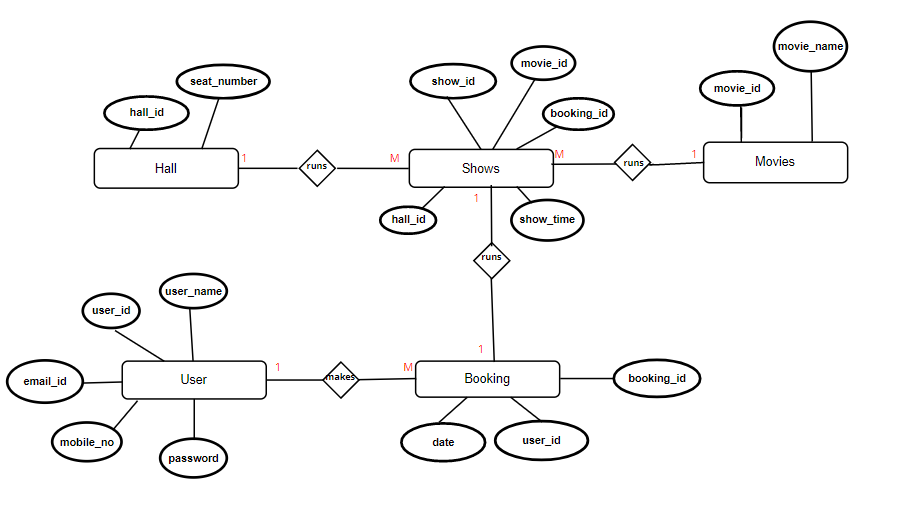 movie_name
movie_id
seat_number
show_id
movie_id
hall_id
booking_id
Hall
1
runs
M
Shows
M
runs
1
Movies
hall_id
1
show_time
runs
user_name
user_id
1
email_id
User
1
makes
M
Booking
booking_id
mobile_no
password
date
user_id